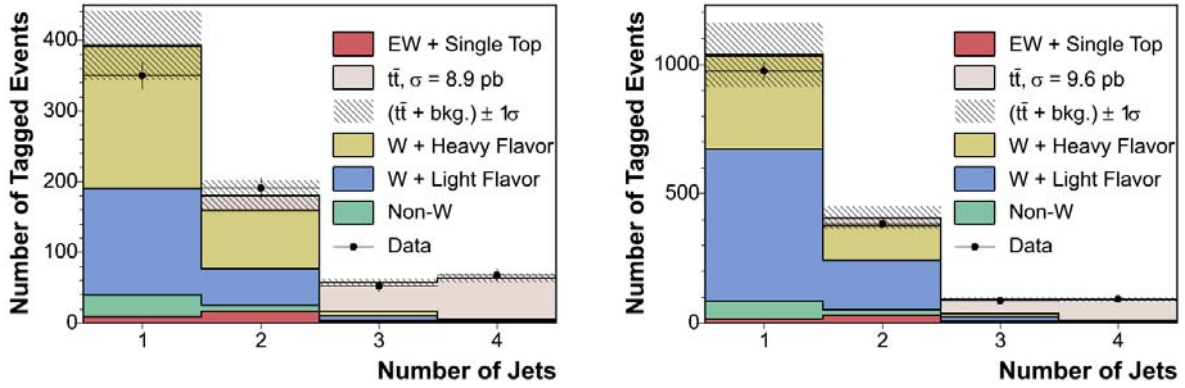 Number of Tagged Events
400
300
200
100
0
EW + Single Top
tt̄, σ = 8.9 pb
(tt̄ + bkg.) ± 1σ
W + Heavy Flavor
W + Light Flavor
Non-W
Data
1 2 3 4
Number of Jets
Number of Tagged Events
1000
500
0
EW + Single Top
tt̄, σ = 9.6 pb
(tt̄ + bkg.) ± 1σ
W + Heavy Flavor
W + Light Flavor
Non-W
Data
1 2 3 4
Number of Jets